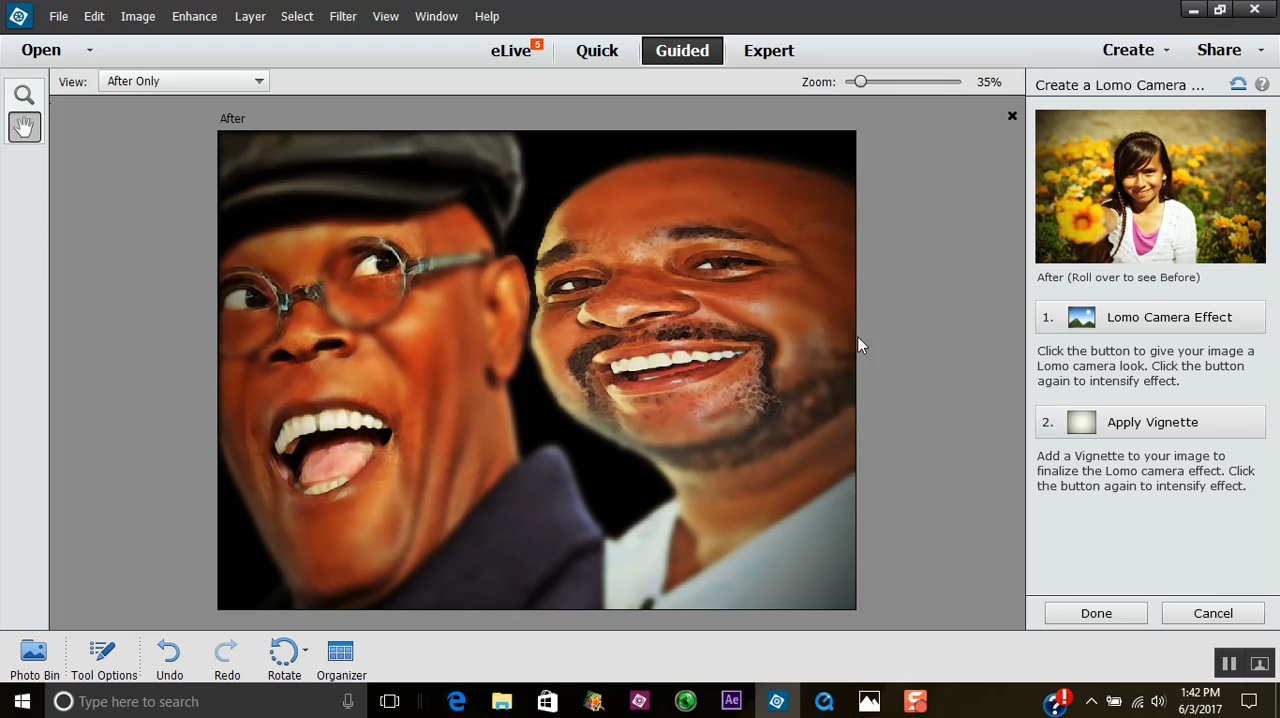 File Edit Image Enhance Layer Select Filter View Window Help
Open eLive 5 Quick Guided Expert Create Share
View: After Only Zoom: 35% Create a Lomo Camera ...
After
After (Roll over to see Before)
1. Lomo Camera Effect
Click the button to give your image a
Lomo camera look. Click the button
again to intensify effect.
2. Apply Vignette
Add a Vignette to your image to
finalize the Lomo camera effect. Click
the button again to intensify effect.
Done Cancel
Photo Bin Tool Options Undo Redo Rotate Organizer
Type here to search Ae 1:42 PM
6/3/2017